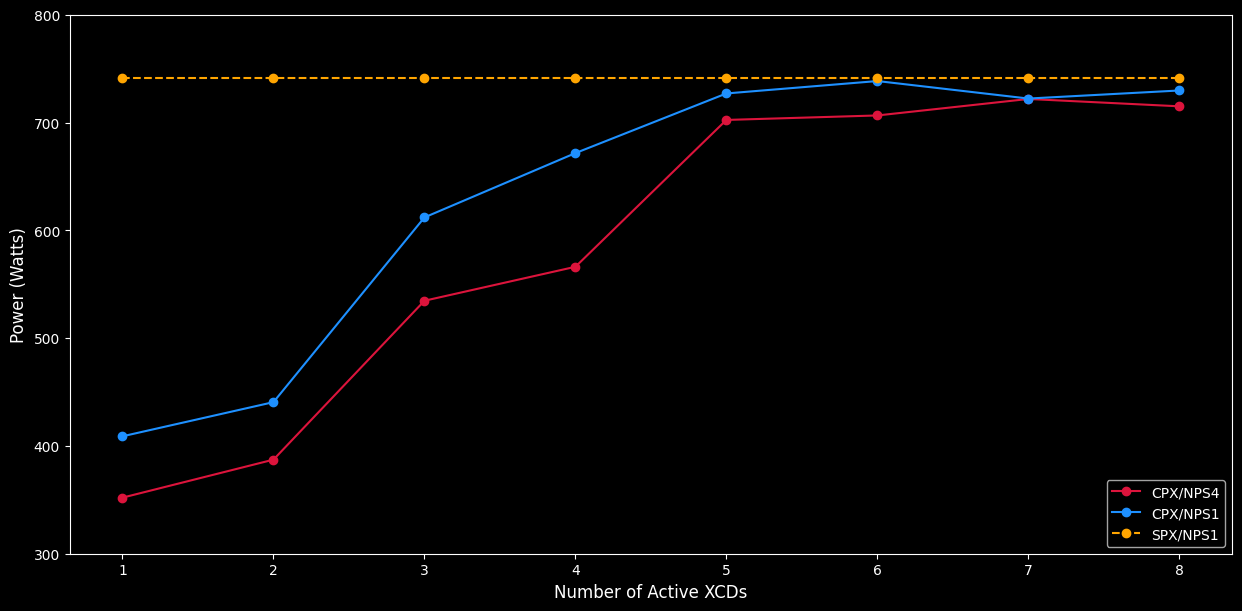 800
700
600
500
400
300
Power (Watts)
1 2 3 4 5 6 7 8
Number of Active XCDs
CPX/NPS4
CPX/NPS1
SPX/NPS1